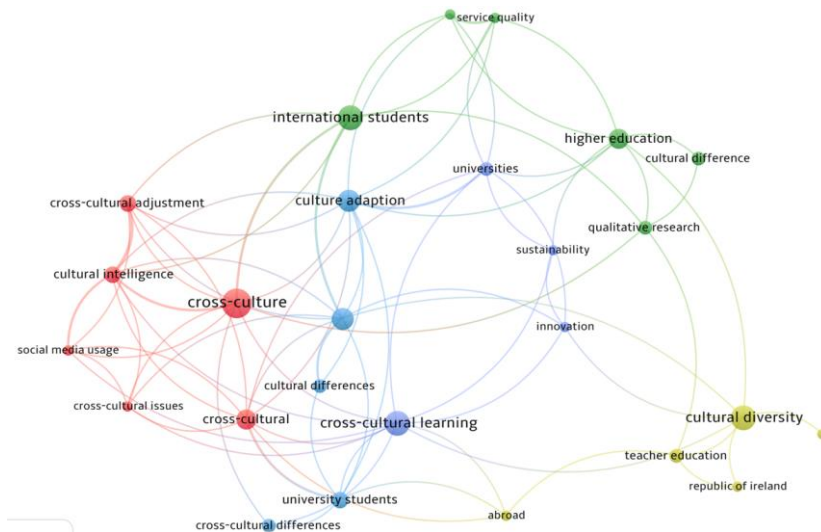 service quality
international students
higher education
cultural difference
universities
cross-cultural adjustment
culture adaption
qualitative research
sustainability
cultural intelligence
cross-culture
innovation
social media usage
cultural differences
cross-cultural issues
cross-cultural
cross-cultural learning
cultural diversity
teacher education
republic of ireland
university students
abroad
cross-cultural differences